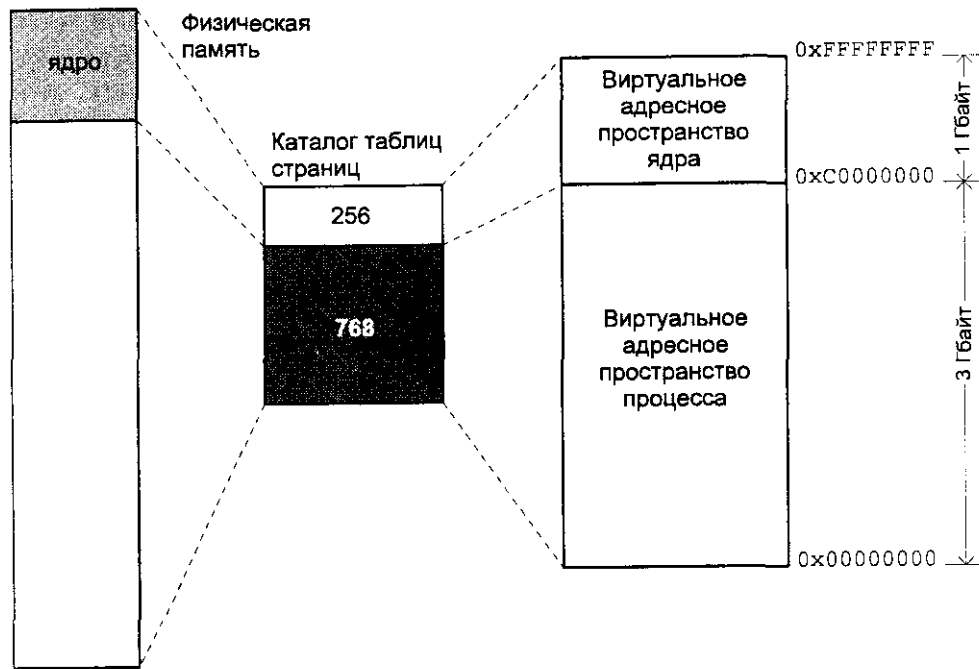 Физическая
память
ядро
Каталог таблиц
страниц
256
768
Виртуальное
адресное
пространство
ядра
Виртуальное
адресное
пространство
процесса
0xFFFFFFFF
1 Гбайт
0xC0000000
3 Гбайт
0x00000000